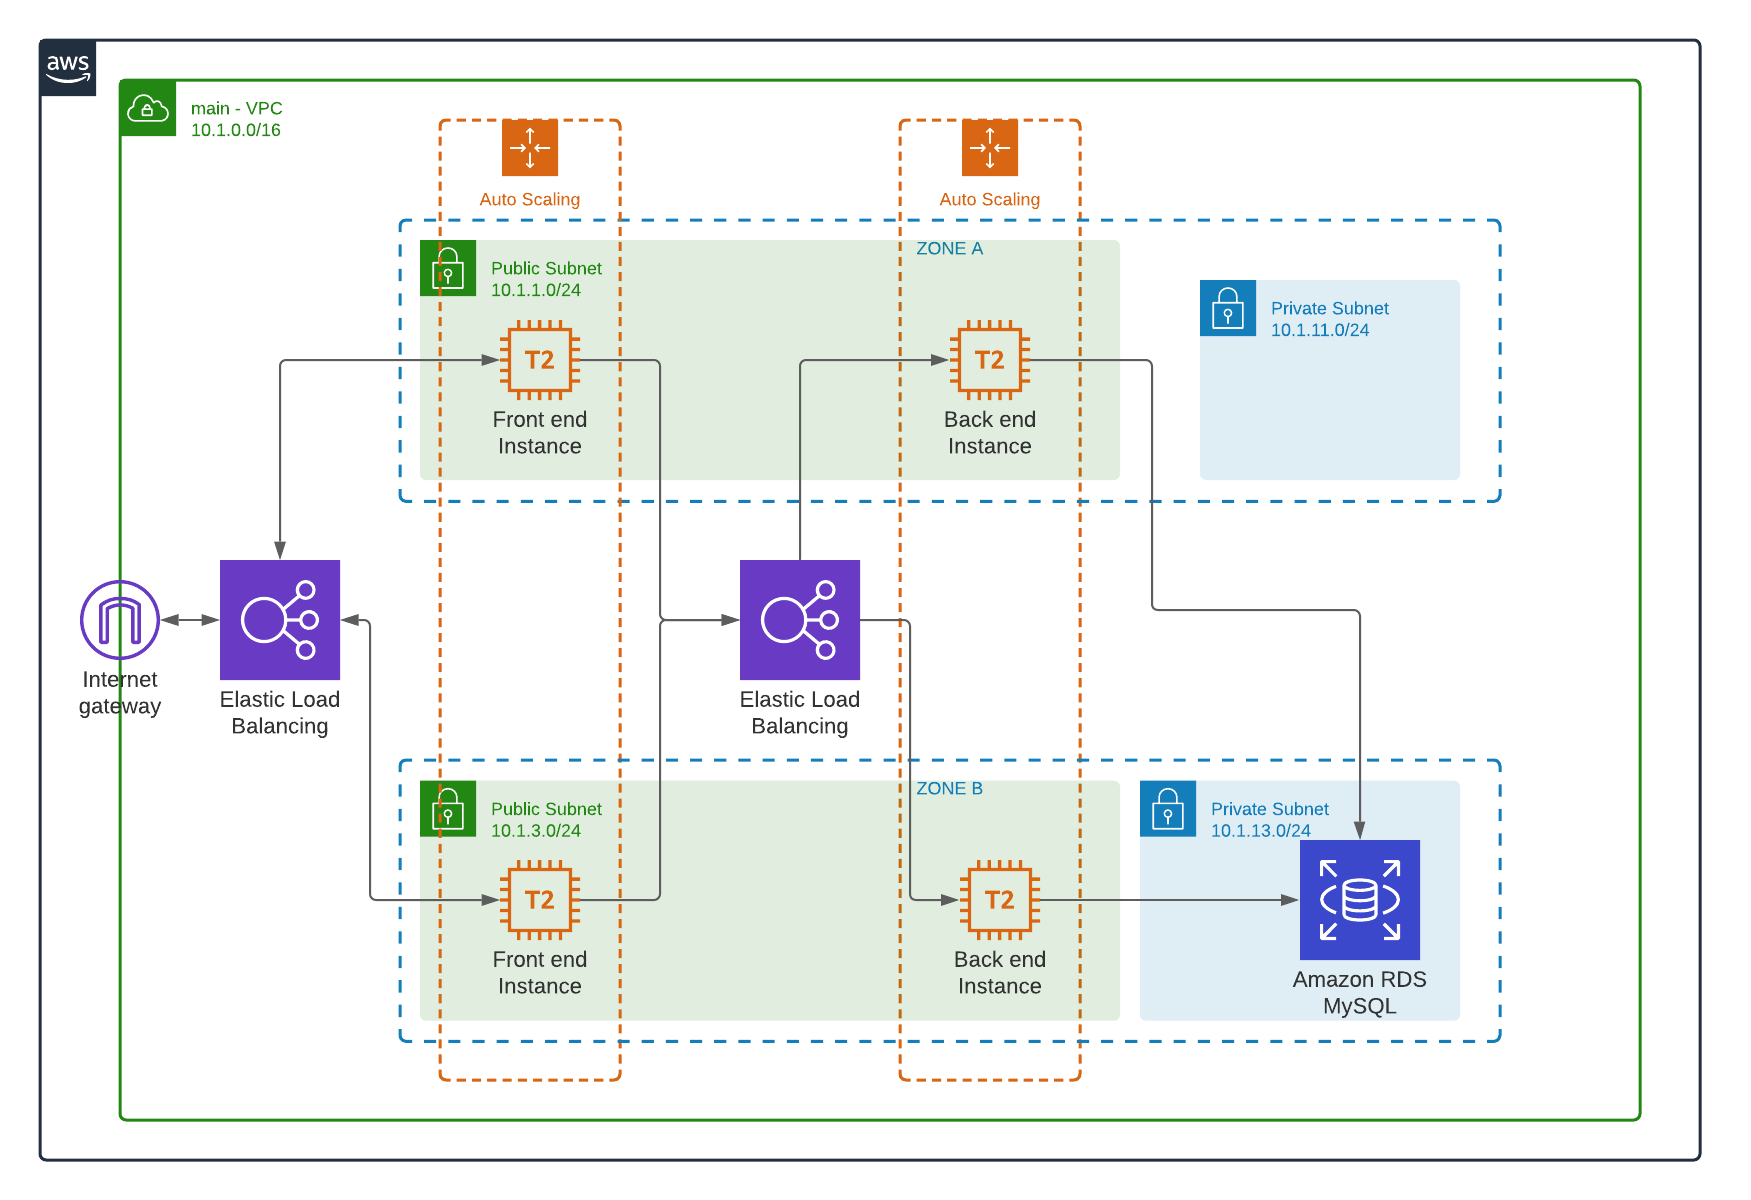 aws
main - VPC
10.1.0.0/16
Auto Scaling
Auto Scaling
ZONE A
Public Subnet
10.1.1.0/24
Private Subnet
10.1.11.0/24
T2
Front end
Instance
T2
Back end
Instance
Internet
gateway
Elastic Load
Balancing
Elastic Load
Balancing
ZONE B
Public Subnet
10.1.3.0/24
Private Subnet
10.1.13.0/24
T2
Front end
Instance
T2
Back end
Instance
Amazon RDS
MySQL